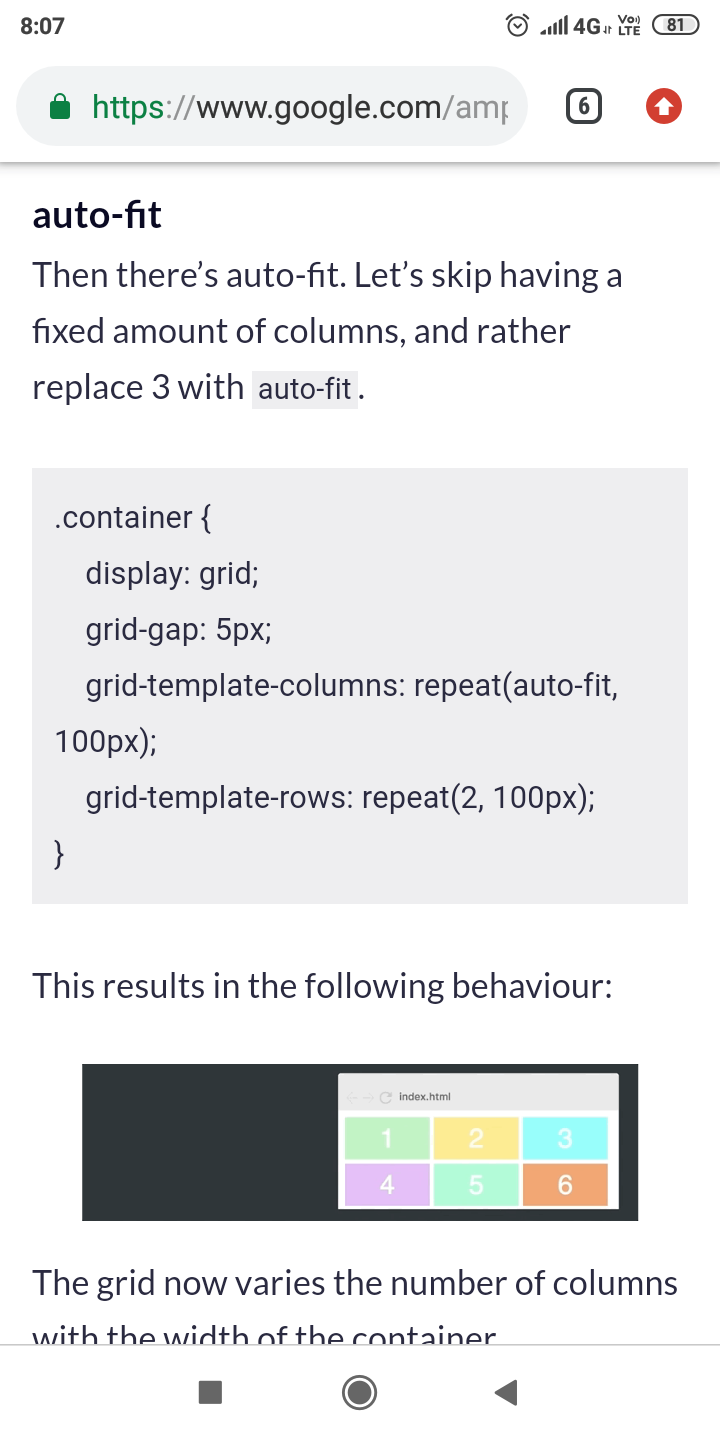 8:07
4G Vo) LTE 81
https://www.google.com/amp
6
auto-fit
Then there’s auto-fit. Let’s skip having a
fixed amount of columns, and rather
replace 3 with auto-fit.
.container {
display: grid;
grid-gap: 5px;
grid-template-columns: repeat(auto-fit,
100px);
grid-template-rows: repeat(2, 100px);
}
This results in the following behaviour:
index.html
1 2 3
4 5 6
The grid now varies the number of columns
with the width of the container